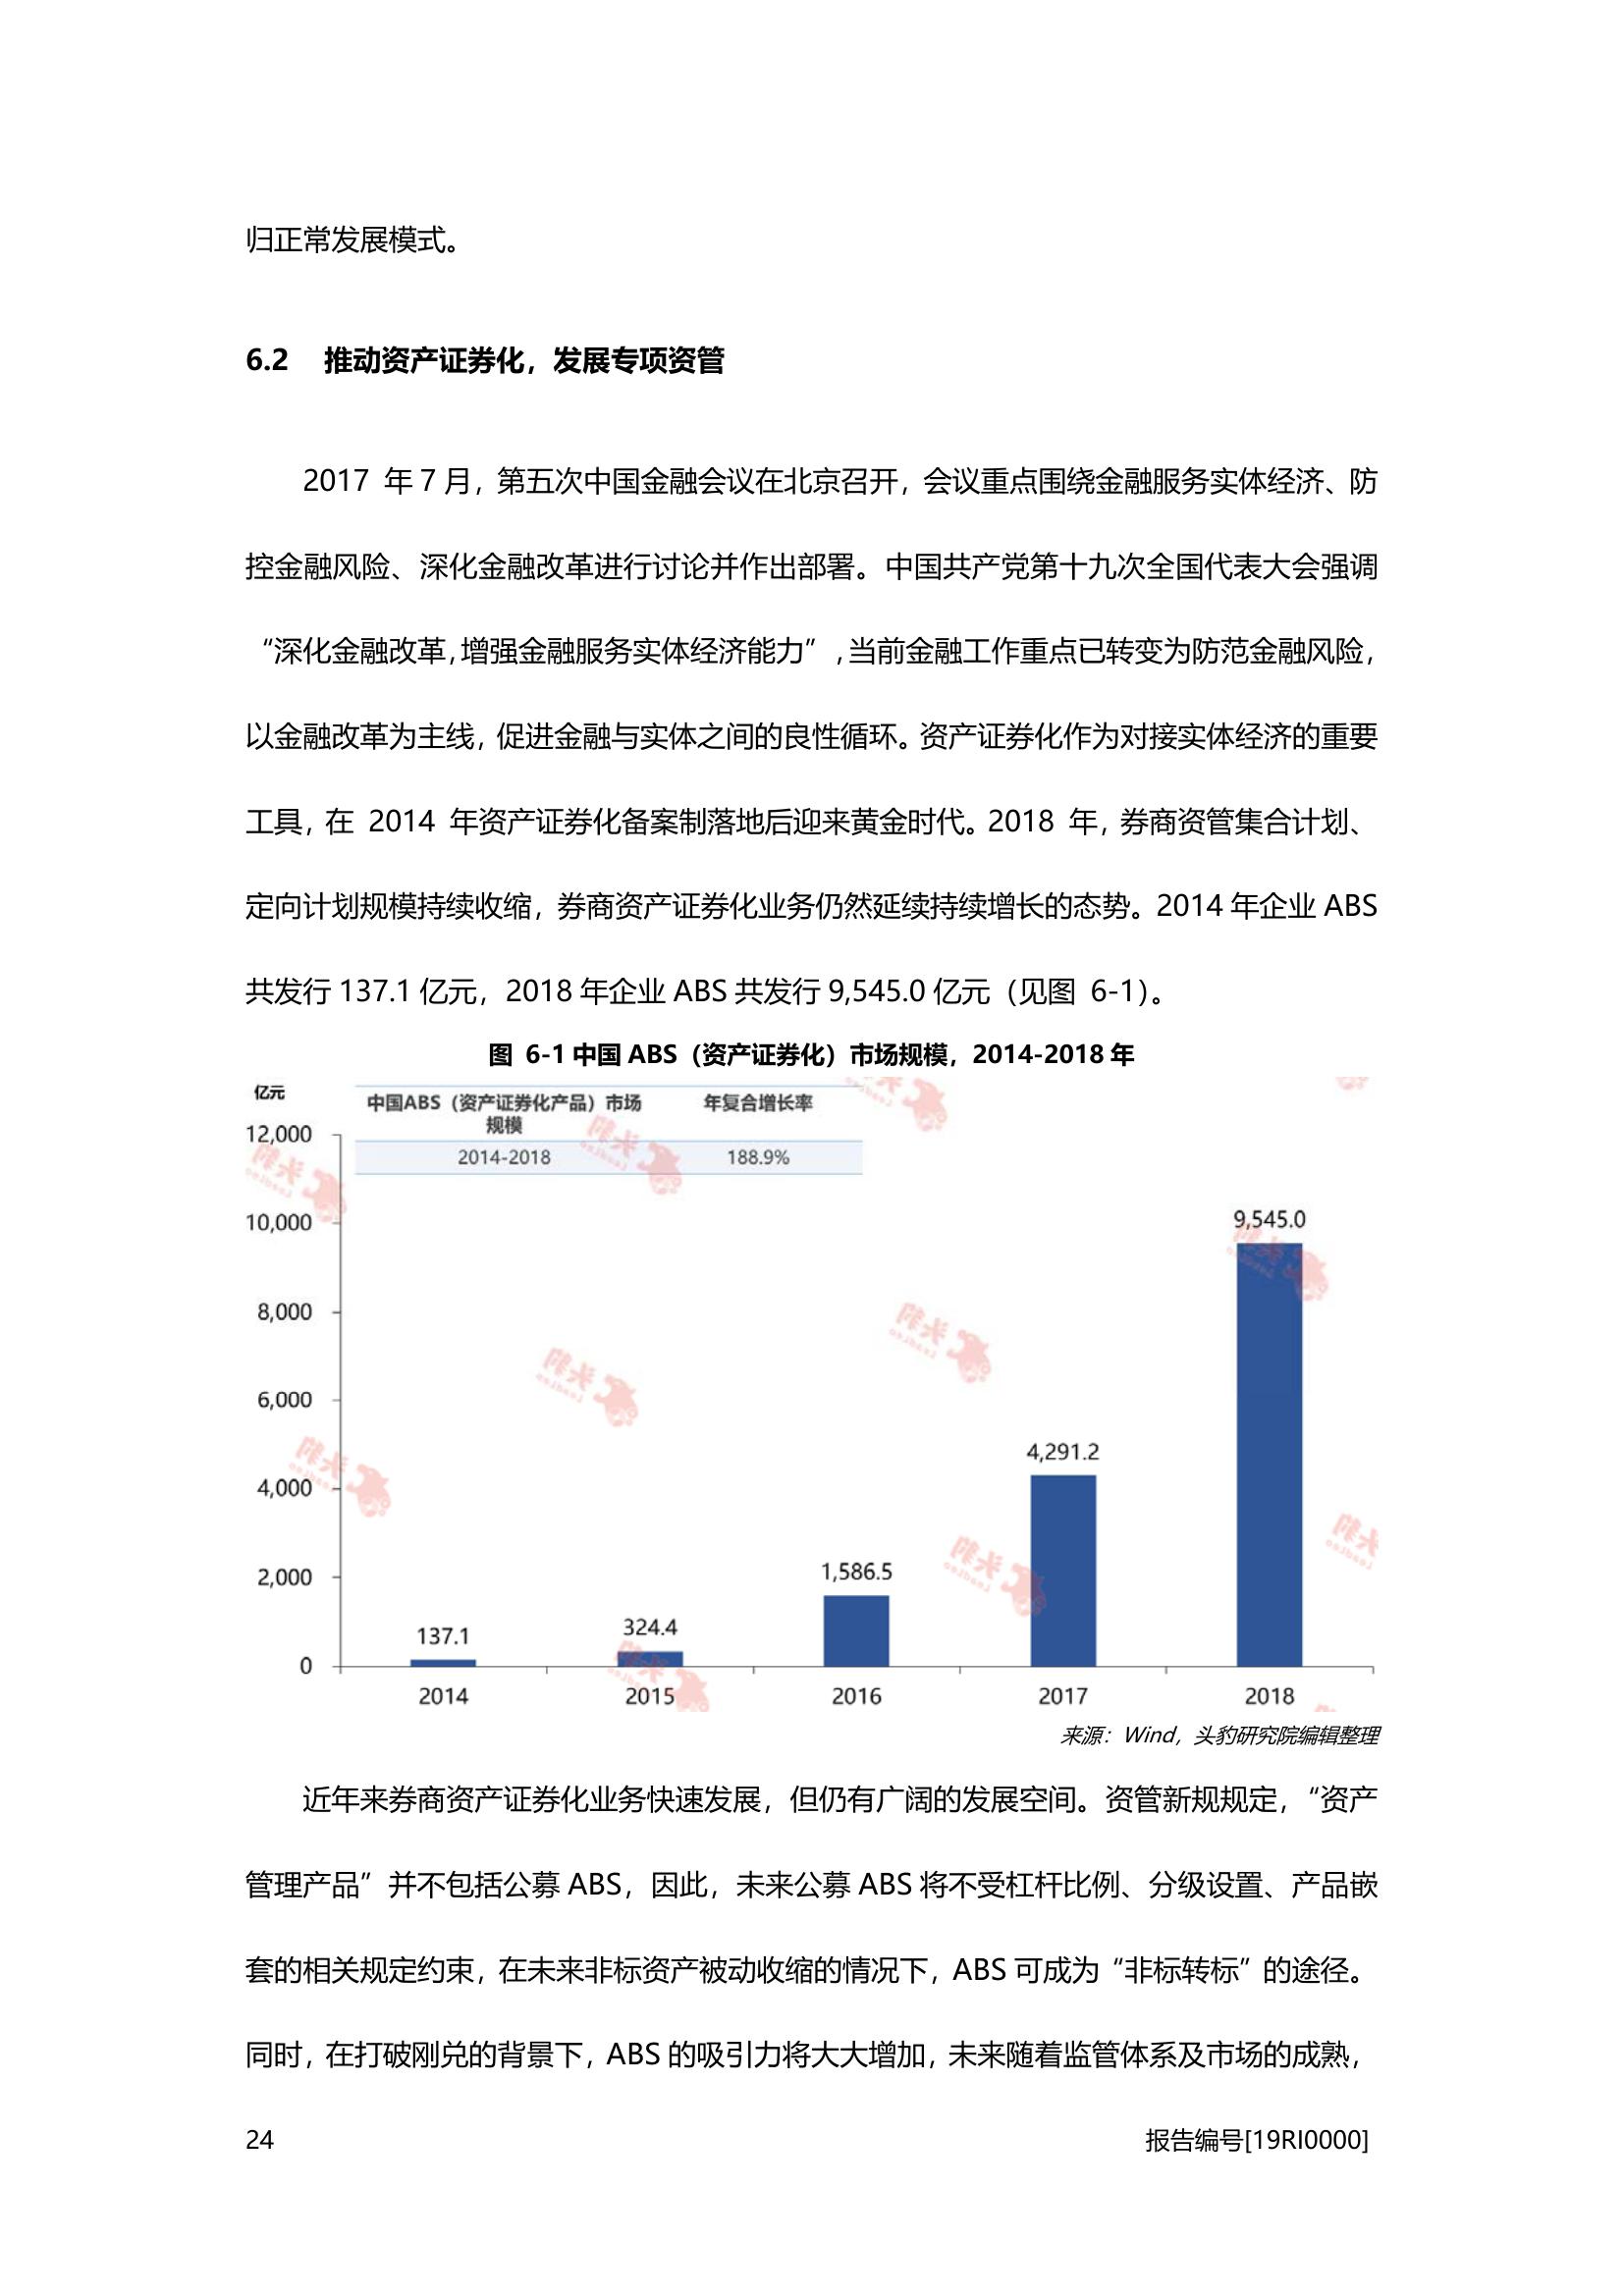 归正常发展模式。
6.2 推动资产证券化，发展专项资管
2017 年 7 月，第五次中国金融会议在北京召开，会议重点围绕金融服务实体经济、防
控金融风险、深化金融改革进行讨论并作出部署。中国共产党第十九次全国代表大会强调
“深化金融改革，增强金融服务实体经济能力”，当前金融工作重点已转变为防范金融风险，
以金融改革为主线，促进金融与实体之间的良性循环。资产证券化作为对接实体经济的重要
工具，在 2014 年资产证券化备案制落地后迎来黄金时代。2018 年，券商资管集合计划、
定向计划规模持续收缩，券商资产证券化业务仍然延续持续增长的态势。2014 年企业 ABS
共发行 137.1 亿元，2018 年企业 ABS 共发行 9,545.0 亿元（见图 6-1）。
图 6-1 中国 ABS（资产证券化）市场规模，2014-2018 年
亿元
中国ABS（资产证券化产品）市场
规模
年复合增长率
2014-2018 188.9%
12,000
10,000
8,000
6,000
4,000
2,000
0
137.1
324.4
1,586.5
4,291.2
9,545.0
2014 2015 2016 2017 2018
来源：Wind，头豹研究院编辑整理
近年来券商资产证券化业务快速发展，但仍有广阔的发展空间。资管新规规定，“资产
管理产品”并不包括公募 ABS，因此，未来公募 ABS 将不受杠杆比例、分级设置、产品嵌
套的相关规定约束，在未来非标资产被动收缩的情况下，ABS 可成为“非标转标”的途径。
同时，在打破刚兑的背景下，ABS 的吸引力将大大增加，未来随着监管体系及市场的成熟，
24 报告编号[19RI0000]